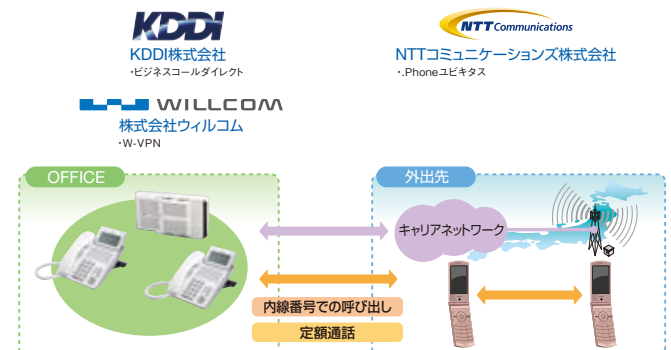 KDDI
KDDI株式会社
・ビジネスコールダイレクト
NTT Communications
NTTコミュニケーションズ株式会社
・.Phoneユビキタス
WILLCOM
株式会社ウィルコム
・W-VPN
OFFICE
外出先
キャリアネットワーク
内線番号での呼び出し
定額通話